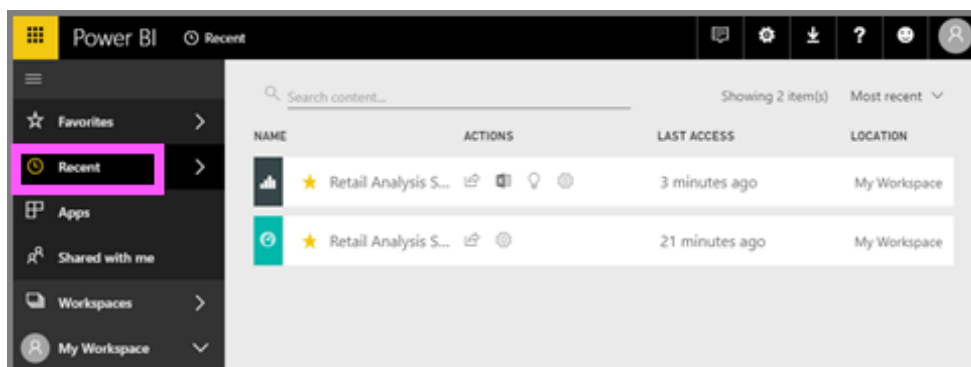 Power BI Recent ?
Search content... Showing 2 item(s) Most recent
Favorites
NAME ACTIONS LAST ACCESS LOCATION
Recent
Retail Analysis S... 3 minutes ago My Workspace
Apps
Retail Analysis S... 21 minutes ago My Workspace
Shared with me
Workspaces
My Workspace